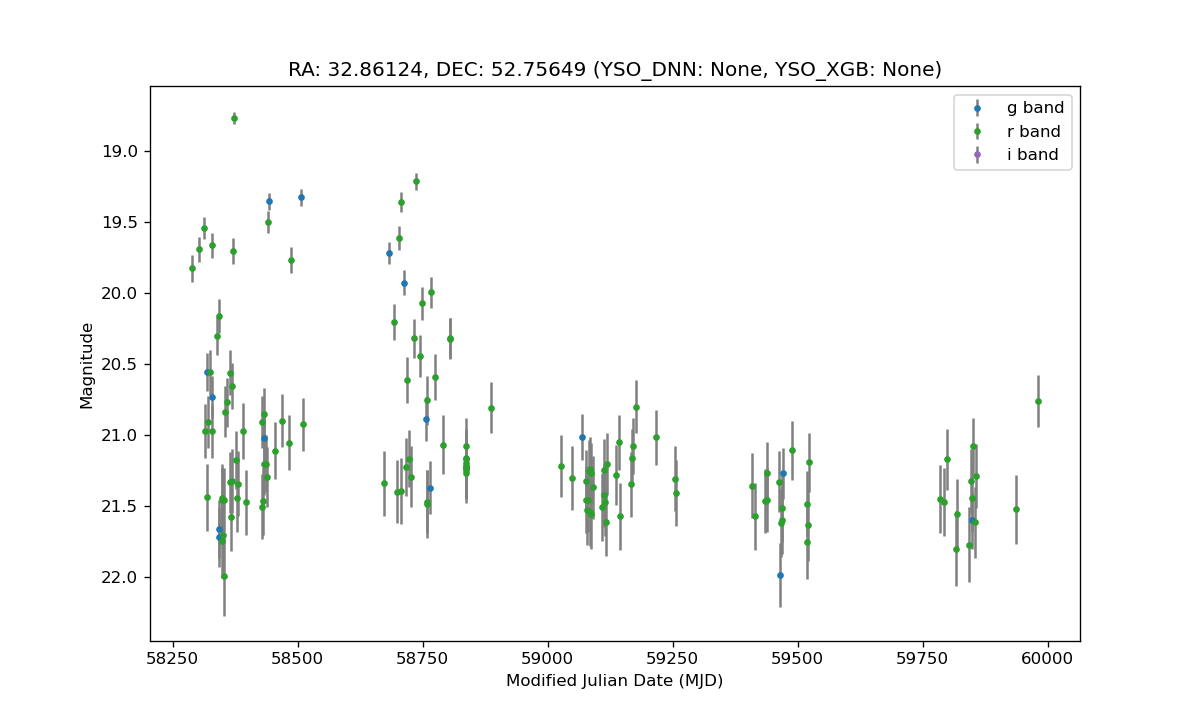 RA: 32.86124, DEC: 52.75649 (YSO_DNN: None, YSO_XGB: None)
g band
r band
i band
19.0
19.5
20.0
20.5
21.0
21.5
22.0
Magnitude
58250 58500 58750 59000 59250 59500 59750 60000
Modified Julian Date (MJD)